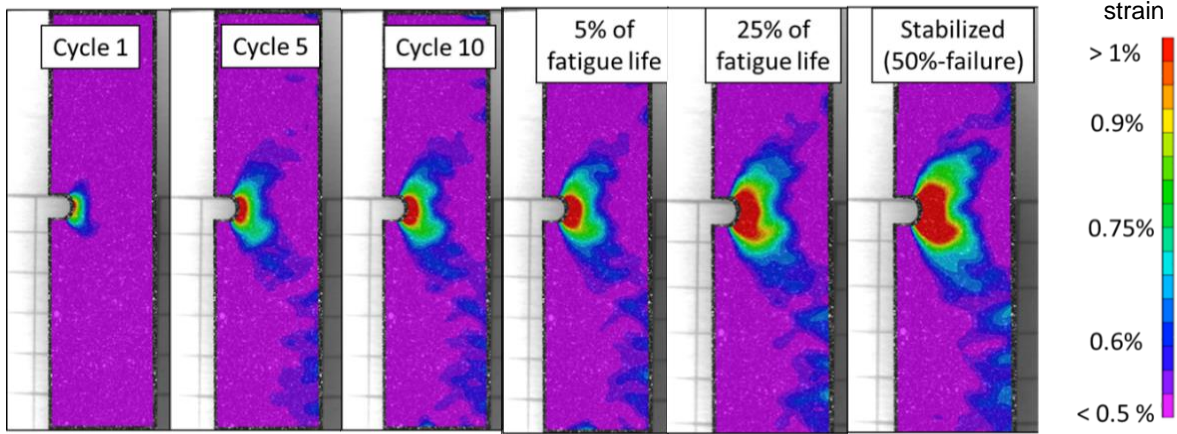 Cycle 1
Cycle 5
Cycle 10
5% of
fatigue life
25% of
fatigue life
Stabilized
(50%-failure)
strain
> 1%
0.9%
0.75%
0.6%
< 0.5 %